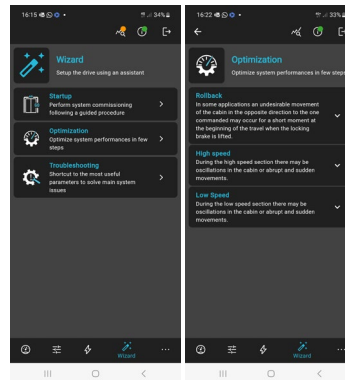 16:15
34%
Wizard
Setup the drive using an assistant
Startup
Perform system commissioning
following a guided procedure
Optimization
Optimize system performances in few
steps
Troubleshooting
Shortcut to the most useful
parameters to solve main system
issues
Wizard
16:22
33%
Optimization
Optimize system performances in few steps
Rollback
In some applications an undesirable movement
of the cabin in the opposite direction to the one
commanded may occur for a short moment at
the beginning of the travel when the locking
brake is lifted.
High speed
During the high speed section there may be
oscillations in the cabin or abrupt and sudden
movements.
Low Speed
During the low speed section there may be
oscillations in the cabin or abrupt and sudden
movements.
Wizard